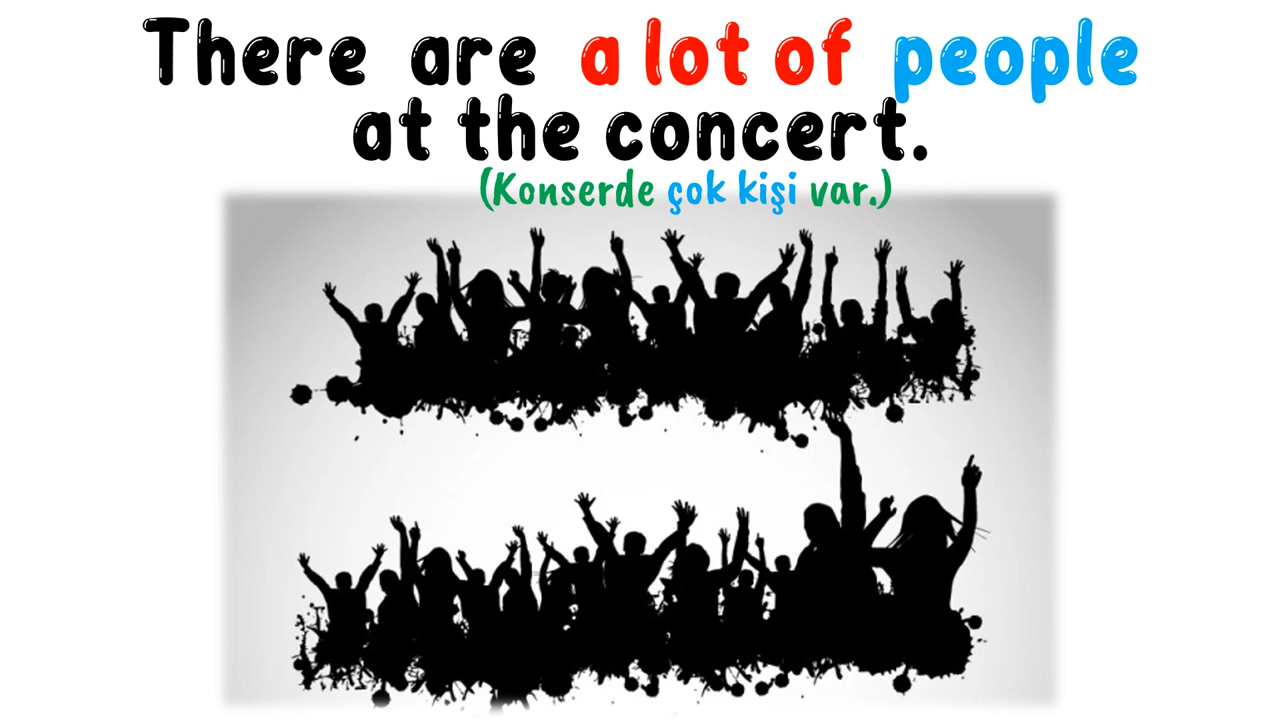 There are a lot of people
at the concert.
(Konserde çok kişi var.)